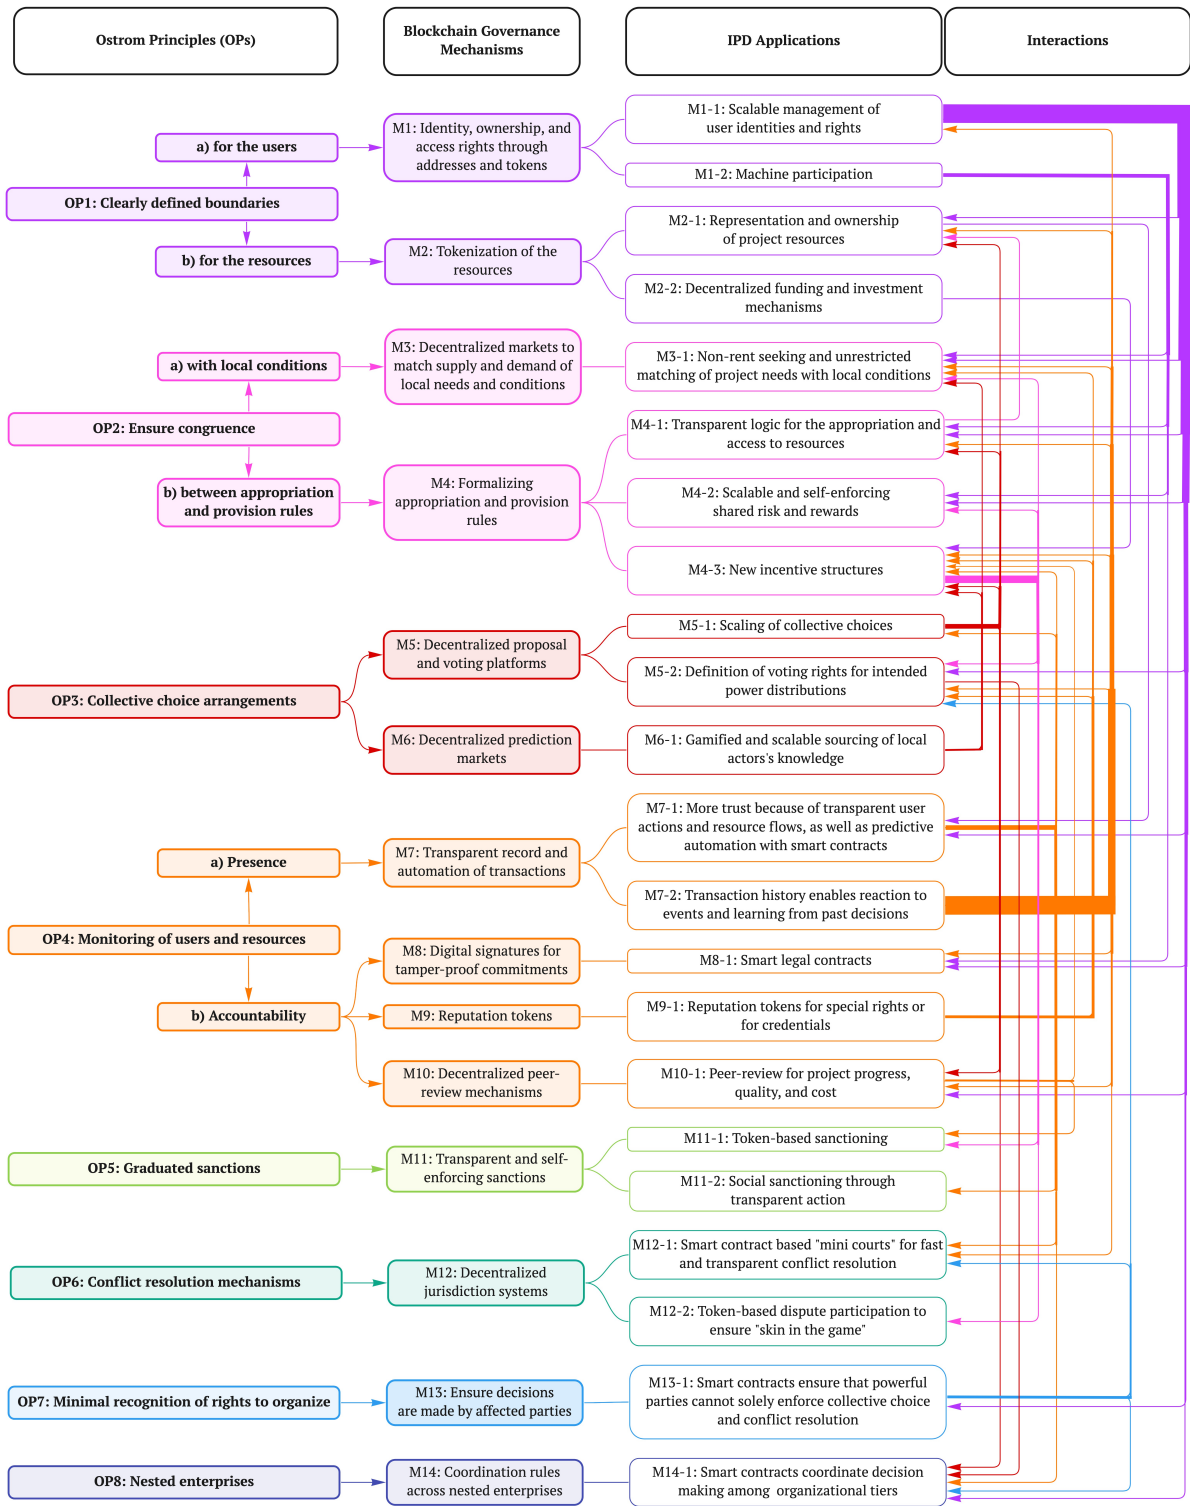 Ostrom Principles (OPs)
Blockchain Governance
Mechanisms
IPD Applications
Interactions
OP1: Clearly defined boundaries
a) for the users
b) for the resources
M1: Identity, ownership, and
access rights through
addresses and tokens
M2: Tokenization of the
resources
M1-1: Scalable management of
user identities and rights
M1-2: Machine participation
M2-1: Representation and ownership
of project resources
M2-2: Decentralized funding and investment
mechanisms
OP2: Ensure congruence
a) with local conditions
b) between appropriation
and provision rules
M3: Decentralized markets to
match supply and demand of
local needs and conditions
M4: Formalizing
appropriation and provision
rules
M3-1: Non-rent seeking and unrestricted
matching of project needs with local conditions
M4-1: Transparent logic for the appropriation and
access to resources
M4-2: Scalable and self-enforcing
shared risk and rewards
M4-3: New incentive structures
OP3: Collective choice arrangements
M5: Decentralized proposal
and voting platforms
M6: Decentralized prediction
markets
M5-1: Scaling of collective choices
M5-2: Definition of voting rights for intended
power distributions
M6-1: Gamified and scalable sourcing of local
actors's knowledge
OP4: Monitoring of users and resources
a) Presence
b) Accountability
M7: Transparent record and
automation of transactions
M8: Digital signatures for
tamper-proof commitments
M9: Reputation tokens
M10: Decentralized peer-
review mechanisms
M7-1: More trust because of transparent user
actions and resource flows, as well as predictive
automation with smart contracts
M7-2: Transaction history enables reaction to
events and learning from past decisions
M8-1: Smart legal contracts
M9-1: Reputation tokens for special rights or
for credentials
M10-1: Peer-review for project progress,
quality, and cost
OP5: Graduated sanctions
M11: Transparent and self-
enforcing sanctions
M11-1: Token-based sanctioning
M11-2: Social sanctioning through
transparent action
OP6: Conflict resolution mechanisms
M12: Decentralized
jurisdiction systems
M12-1: Smart contract based "mini courts" for fast
and transparent conflict resolution
M12-2: Token-based dispute participation to
ensure "skin in the game"
OP7: Minimal recognition of rights to organize
M13: Ensure decisions
are made by affected parties
M13-1: Smart contracts ensure that powerful
parties cannot solely enforce collective choice
and conflict resolution
OP8: Nested enterprises
M14: Coordination rules
across nested enterprises
M14-1: Smart contracts coordinate decision
making among organizational tiers